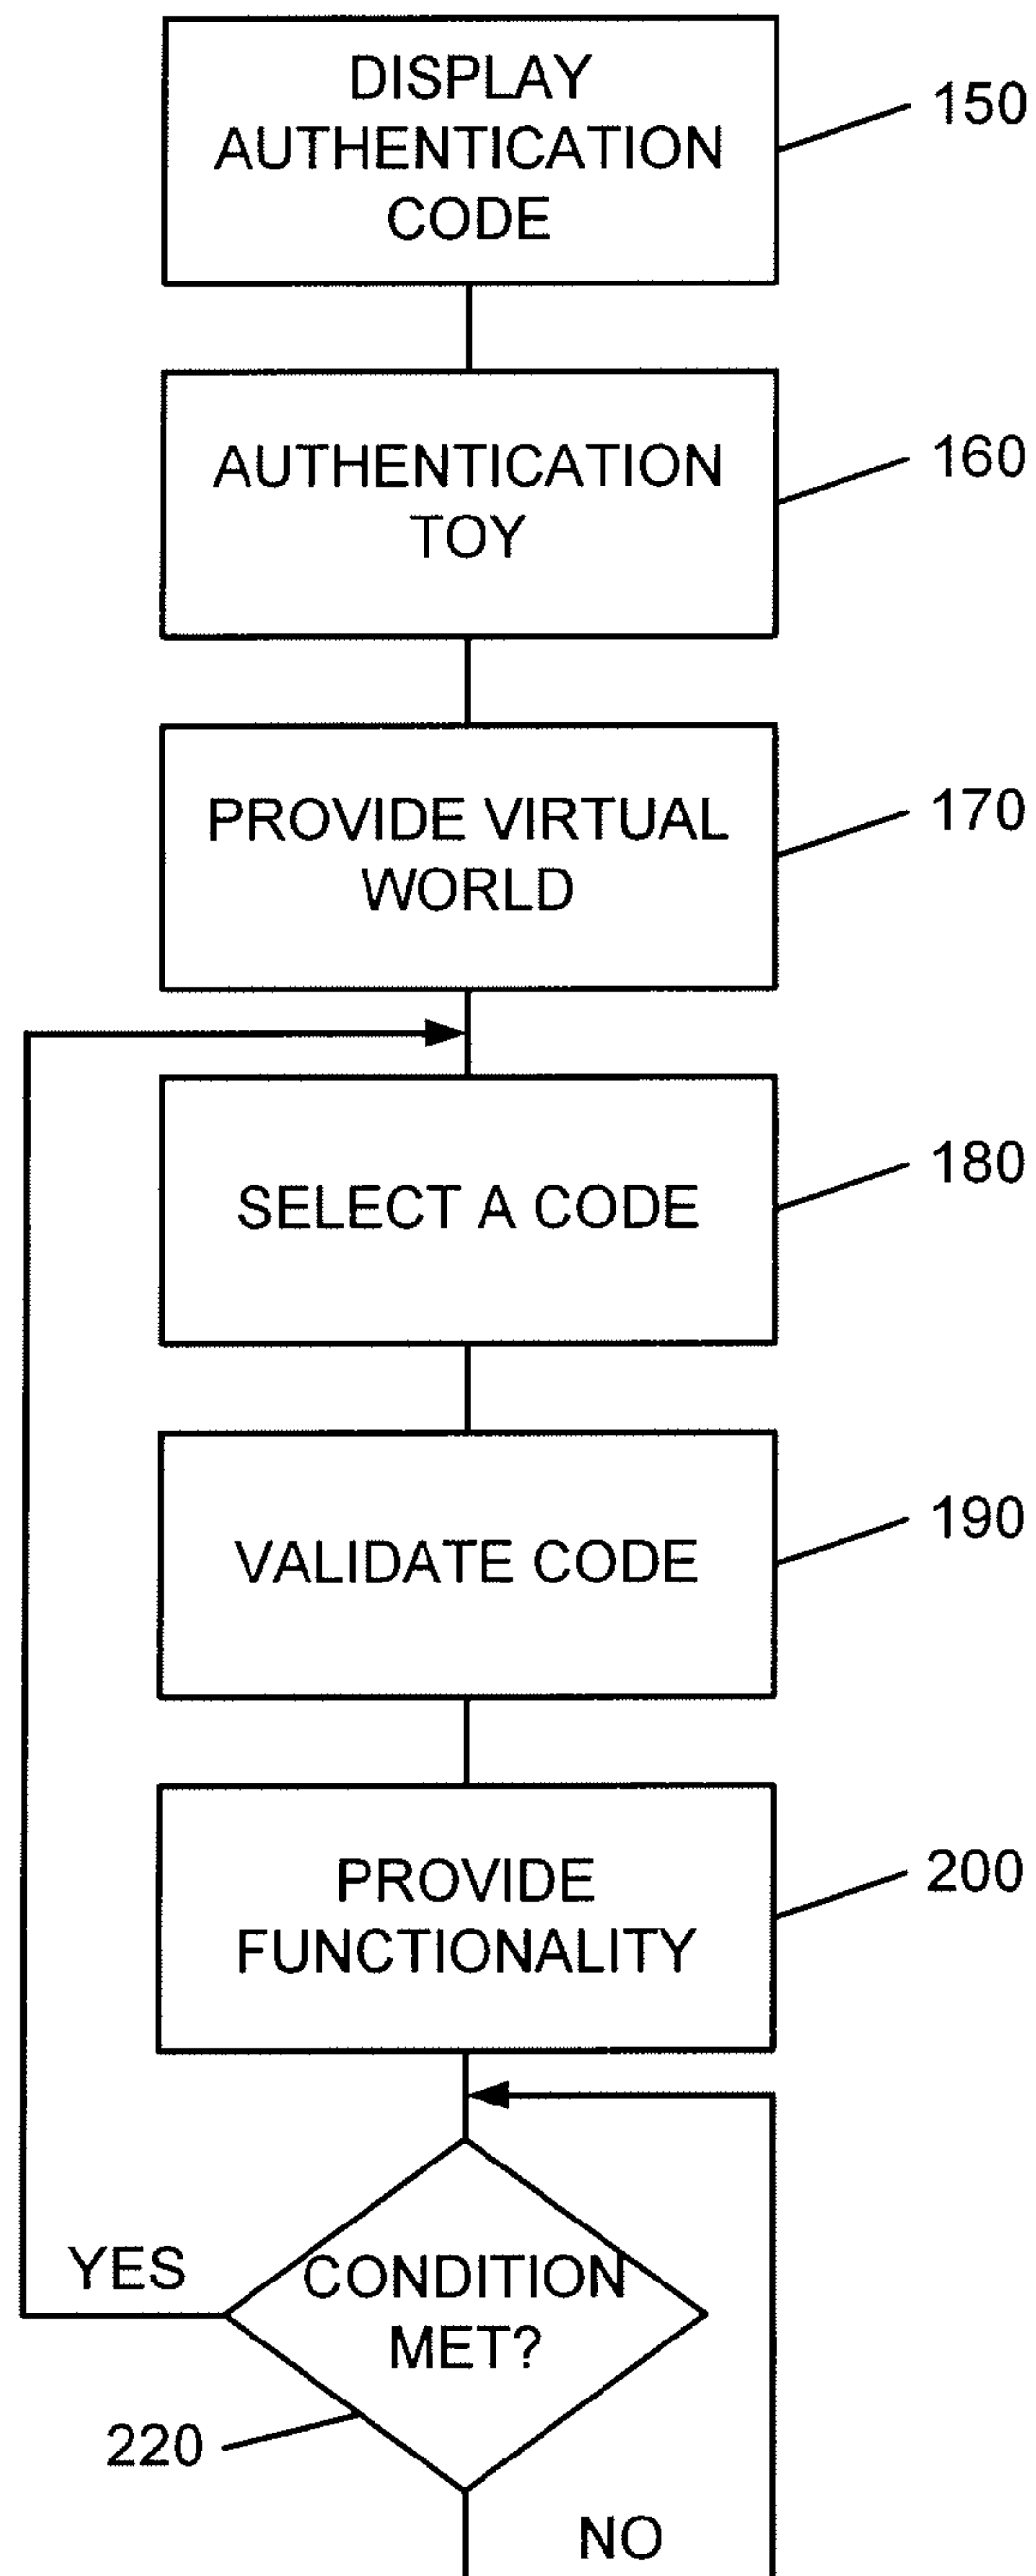 DISPLAY
AUTHENTICATION
CODE
150
AUTHENTICATION
TOY
160
PROVIDE VIRTUAL
WORLD
170
SELECT A CODE
180
VALIDATE CODE
190
PROVIDE
FUNCTIONALITY
200
YES
CONDITION
MET?
220
NO